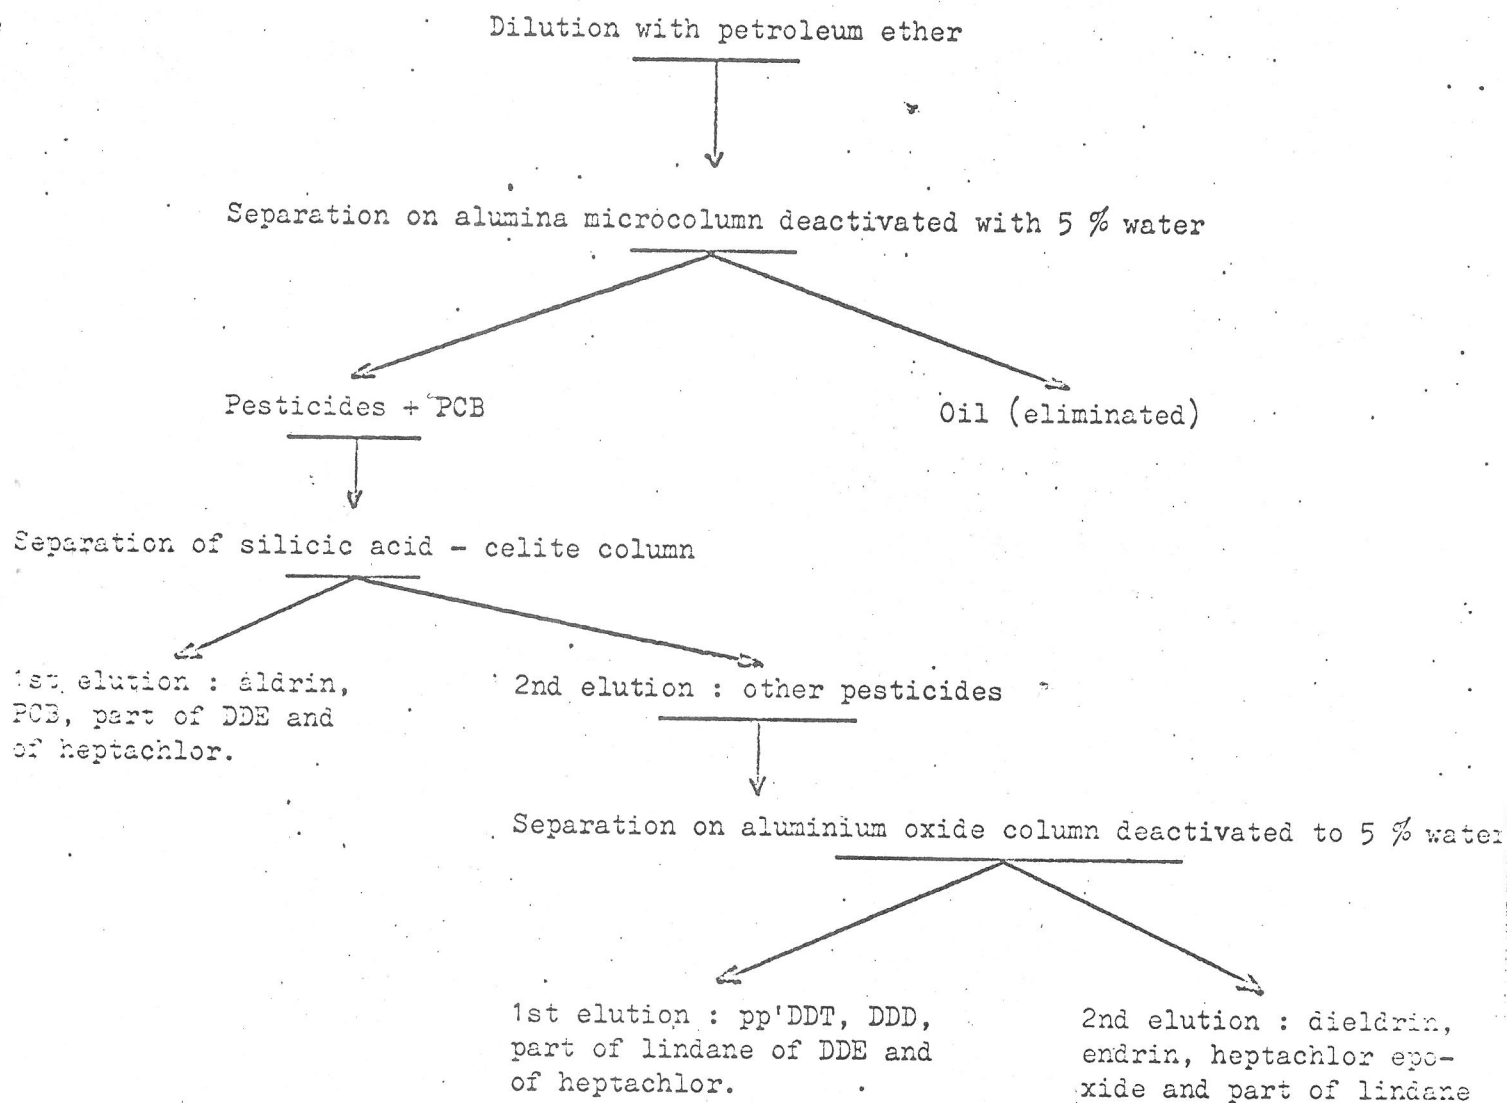 Dilution with petroleum ether
Separation on alumina microcolumn deactivated with 5 % water
Pesticides + PCB
Oil (eliminated)
Separation of silicic acid - celite column
1st elution : aldrin,
PCB, part of DDE and
of heptachlor.
2nd elution : other pesticides
Separation on aluminium oxide column deactivated to 5 % water
1st elution : pp'DDT, DDD,
part of lindane of DDE and
of heptachlor.
2nd elution : dieldrin,
endrin, heptachlor epo-
xide and part of lindane